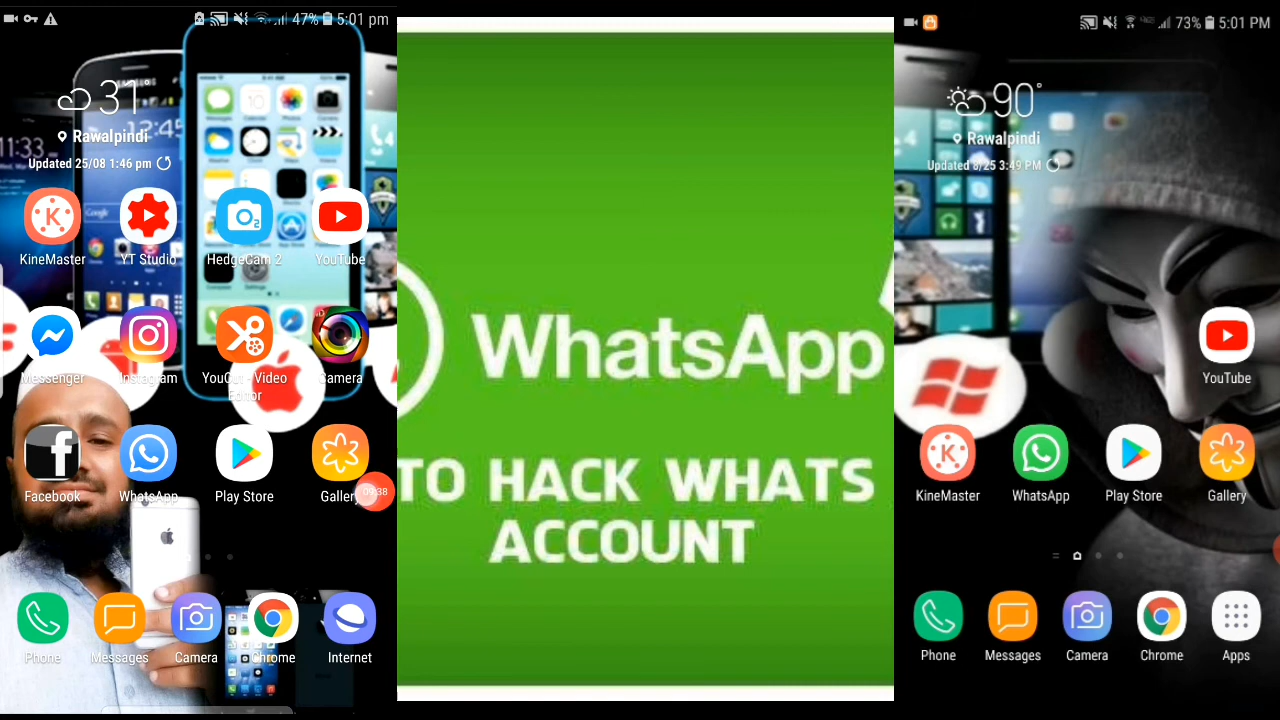 47% 5:01 pm
31°
Rawalpindi
Updated 25/08 1:46 pm
KineMaster
YT Studio
HedgeCam 2
YouTube
Messenger
Instagram
YouCut - Video
Editor
Camera
Facebook
WhatsApp
Play Store
Gallery
09:38
Phone
Messages
Camera
Chrome
Internet
WhatsApp
TO HACK WHATS
ACCOUNT
73% 5:01 PM
90°
Rawalpindi
Updated 8/25 3:49 PM
YouTube
KineMaster
WhatsApp
Play Store
Gallery
Phone
Messages
Camera
Chrome
Apps